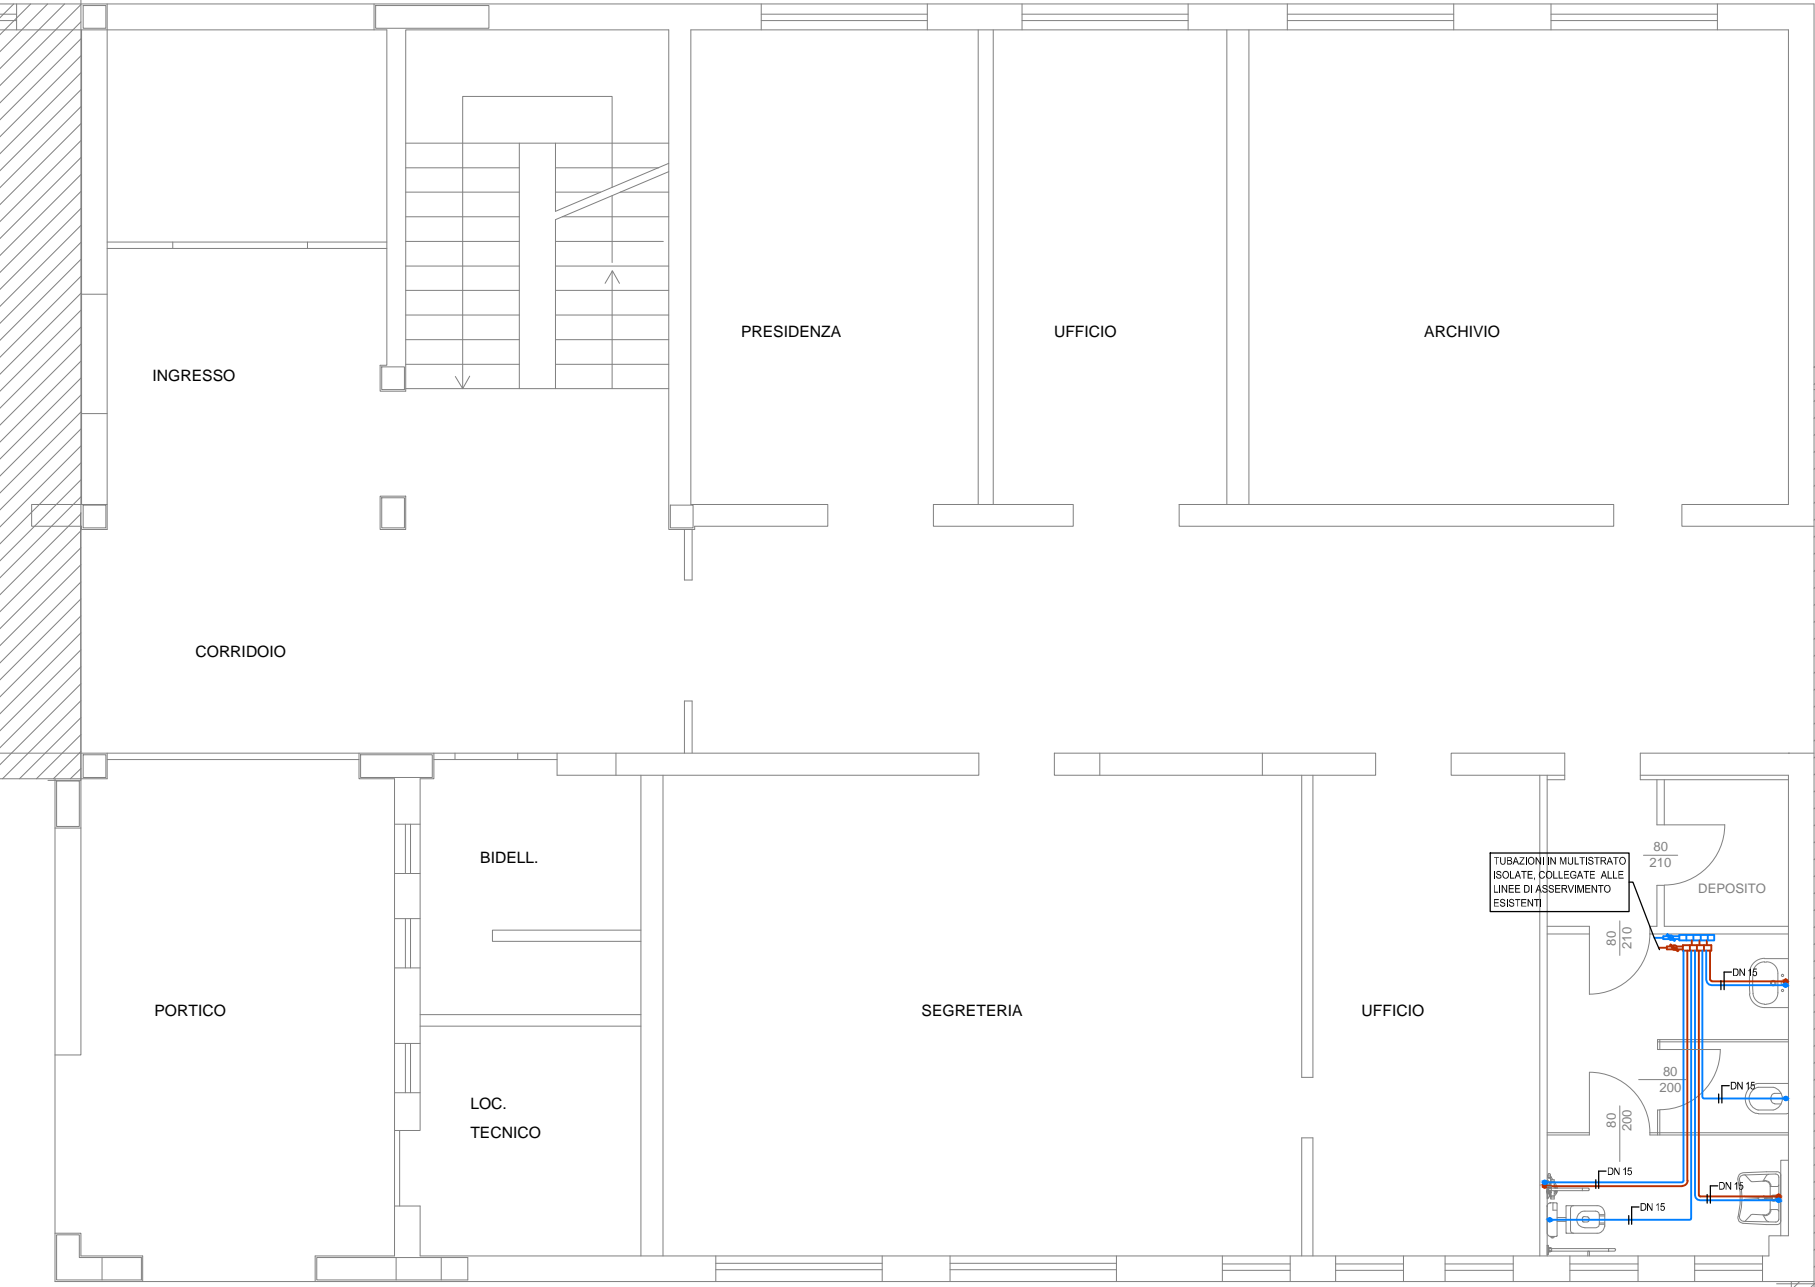 PRESIDENZA
UFFICIO
ARCHIVIO
INGRESSO
CORRIDOIO
BIDELL.
TUBAZIONI IN MULTISTRATO
ISOLATE, COLLEGATE ALLE
LINEE DI ASSERVIMENTO
ESISTENTI
80
210
DEPOSITO
80
210
DN 15
PORTICO
SEGRETERIA
UFFICIO
80
200
DN 15
LOC.
TECNICO
80
200
DN 15
DN 15
DN 15